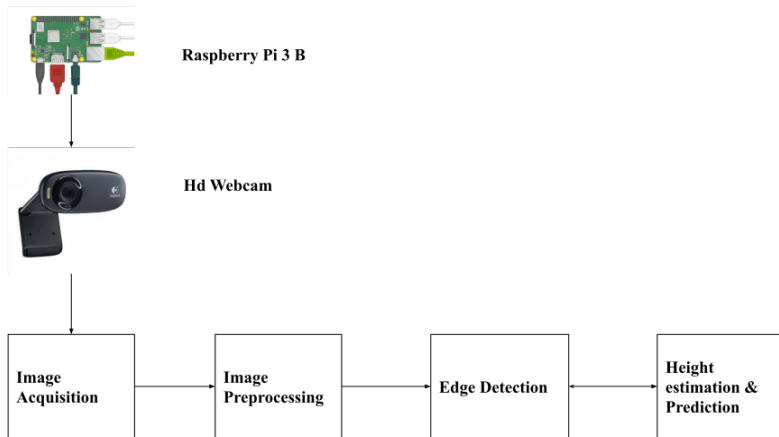 Raspberry Pi 3 B
Hd Webcam
Image
Acquisition
Image
Preprocessing
Edge Detection
Height
estimation &
Prediction